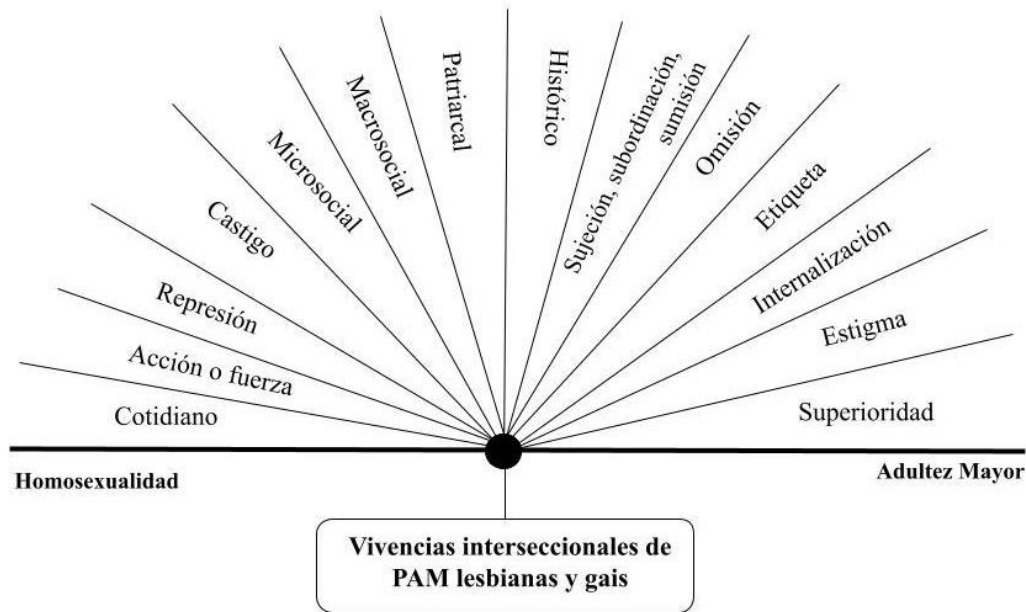 Cotidiano
Acción o fuerza
Represión
Castigo
Microsocial
Macrosocial
Patriarcal
Histórico
Sujeción, subordinación,
sumisión
Omisión
Etiqueta
Internalización
Estigma
Superioridad
Homosexualidad
Adultez Mayor
Vivencias interseccionales de
PAM lesbianas y gais